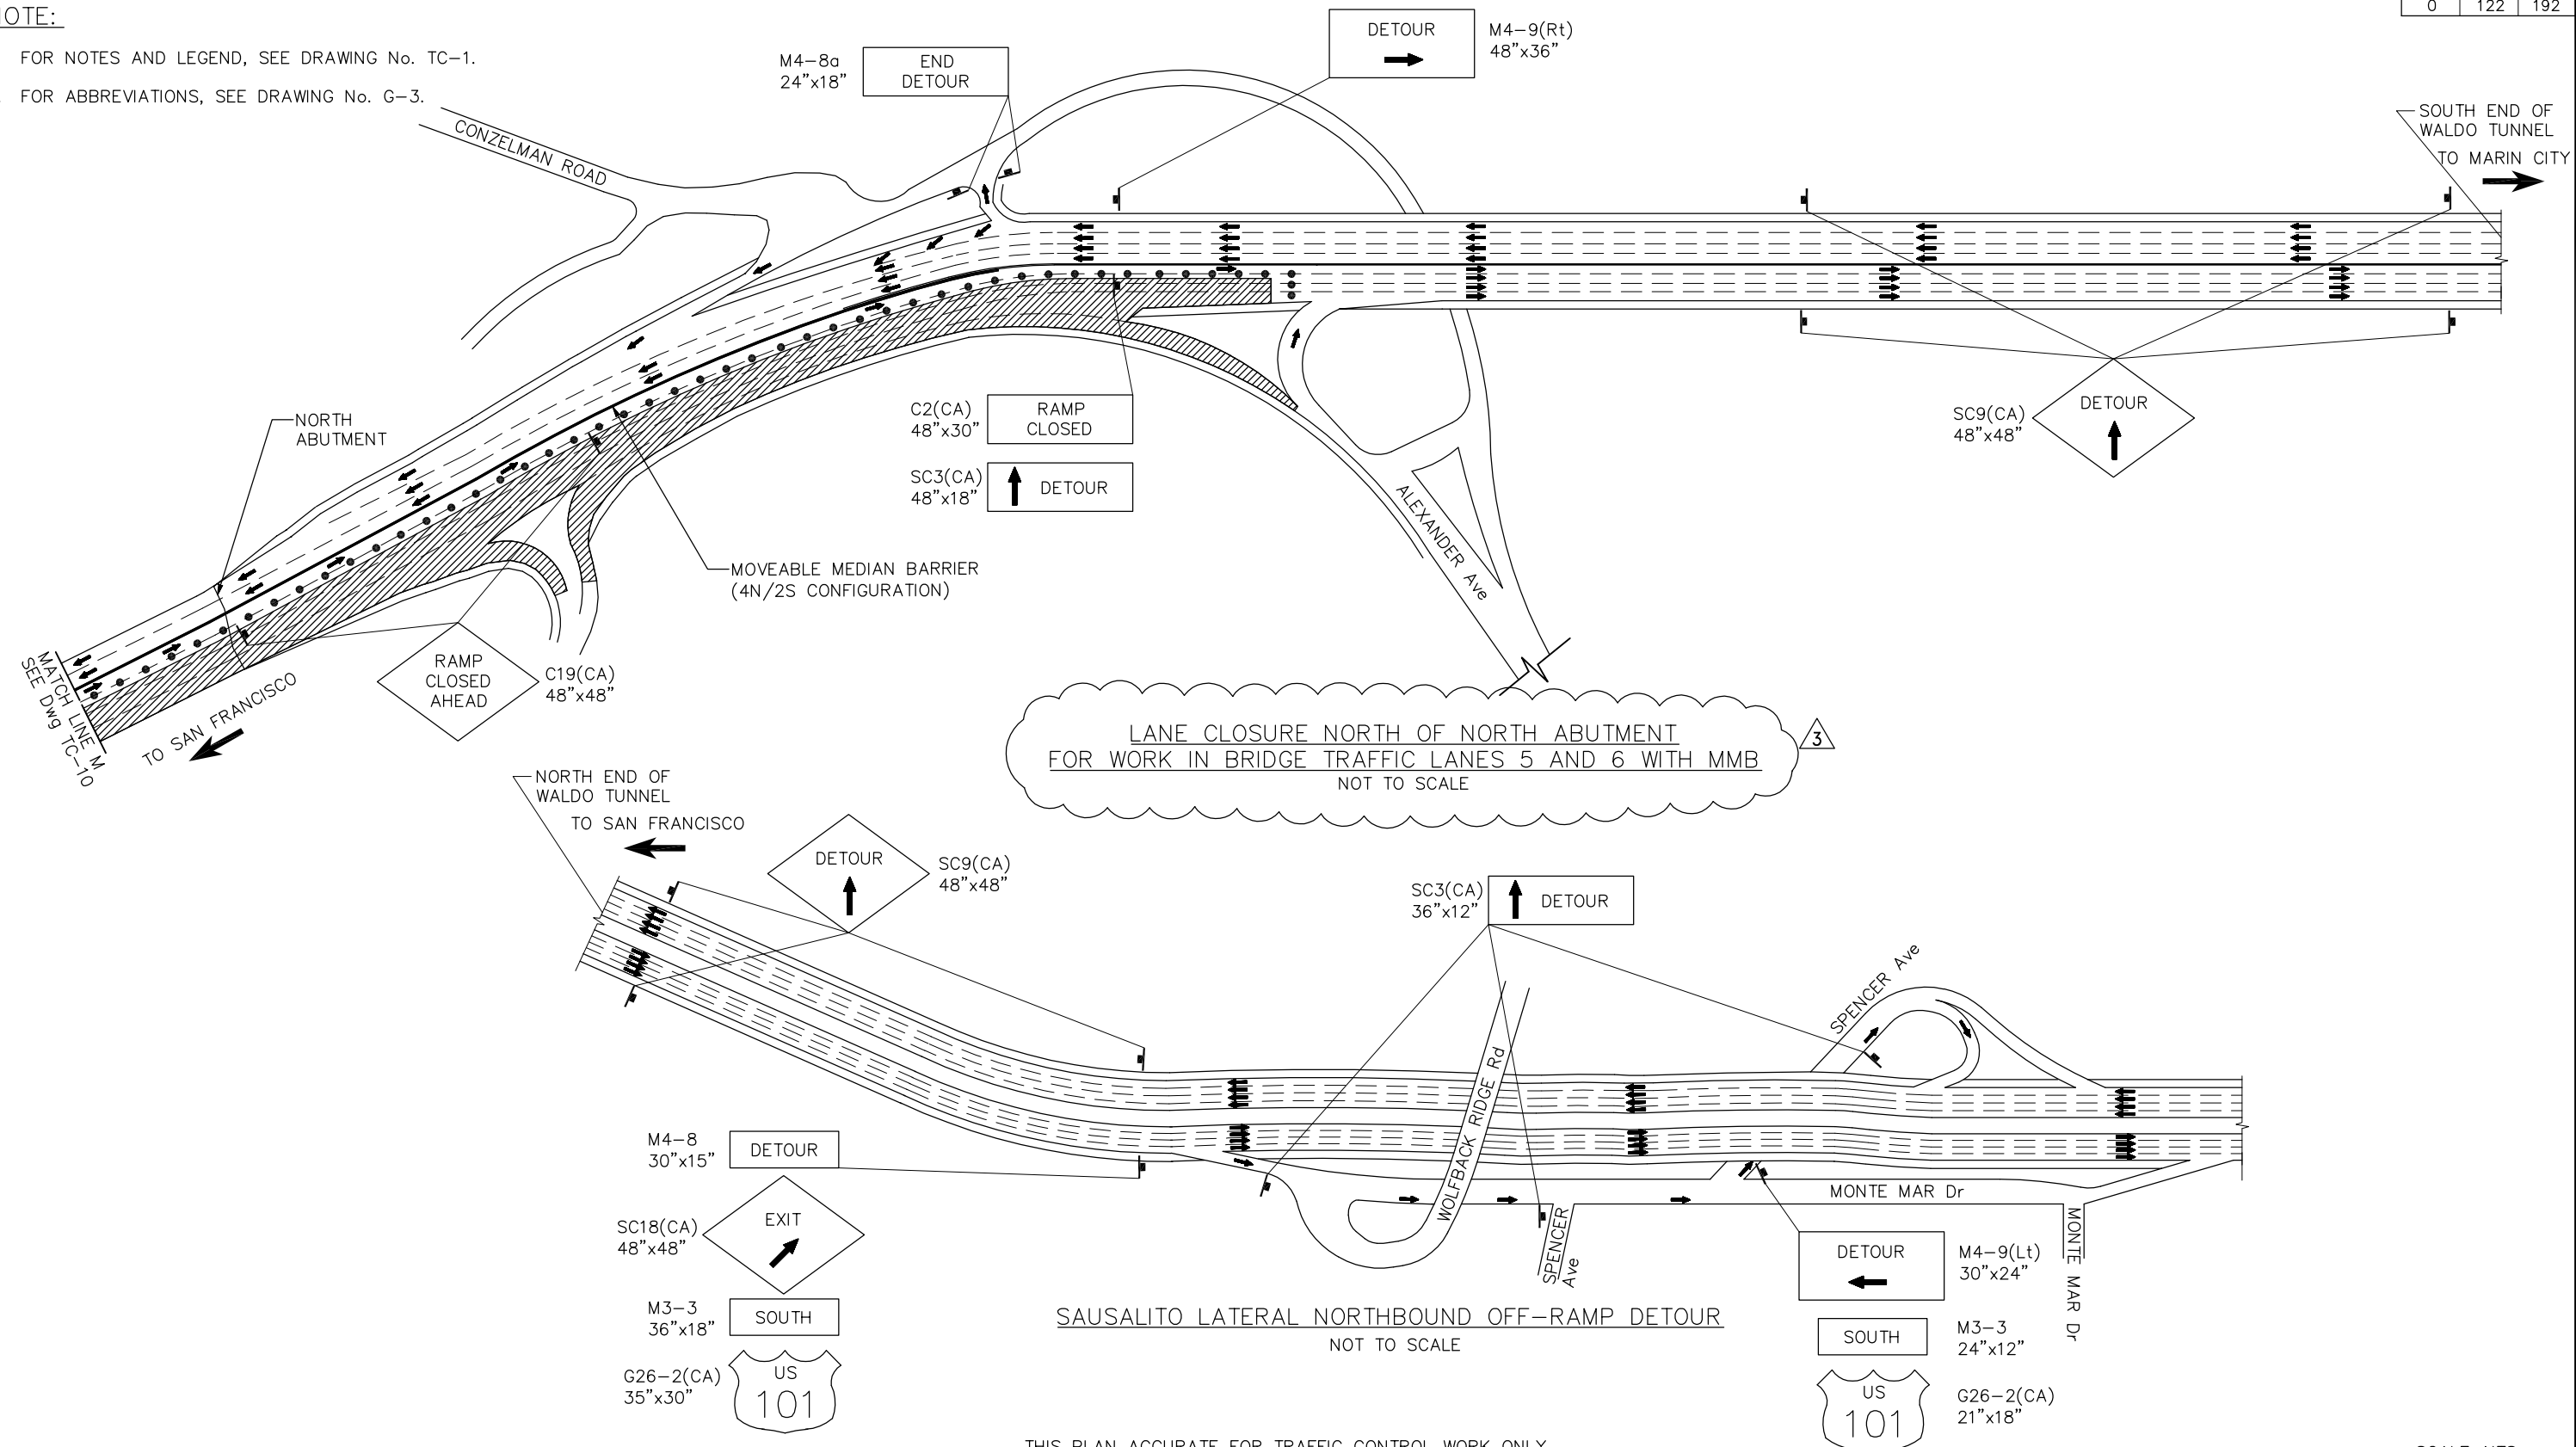 NOTE:
FOR NOTES AND LEGEND, SEE DRAWING No. TC-1.
FOR ABBREVIATIONS, SEE DRAWING No. G-3.
0 122 192
CONZELMAN ROAD
M4-8a
24"x18"
END
DETOUR
DETOUR
M4-9(Rt)
48"x36"
SOUTH END OF
WALDO TUNNEL
TO MARIN CITY
NORTH
ABUTMENT
C2(CA)
48"x30"
RAMP
CLOSED
SC3(CA)
48"x18"
DETOUR
SC9(CA)
48"x48"
DETOUR
ALEXANDER Ave
MOVEABLE MEDIAN BARRIER
(4N/2S CONFIGURATION)
RAMP
CLOSED
AHEAD
C19(CA)
48"x48"
MATCH LINE M
SEE Dwg TC-10
TO SAN FRANCISCO
LANE CLOSURE NORTH OF NORTH ABUTMENT
FOR WORK IN BRIDGE TRAFFIC LANES 5 AND 6 WITH MMB
NOT TO SCALE
3
NORTH END OF
WALDO TUNNEL
TO SAN FRANCISCO
DETOUR
SC9(CA)
48"x48"
SC3(CA)
36"x12"
DETOUR
SPENCER Ave
WOLFBACK RIDGE Rd
M4-8
30"x15"
DETOUR
SC18(CA)
48"x48"
EXIT
M3-3
36"x18"
SOUTH
G26-2(CA)
35"x30"
US
101
SPENCER
Ave
MONTE MAR Dr
MONTE MAR Dr
DETOUR
M4-9(Lt)
30"x24"
SOUTH
M3-3
24"x12"
US
101
G26-2(CA)
21"x18"
SAUSALITO LATERAL NORTHBOUND OFF-RAMP DETOUR
NOT TO SCALE
THIS PLAN ACCURATE FOR TRAFFIC CONTROL WORK ONLY